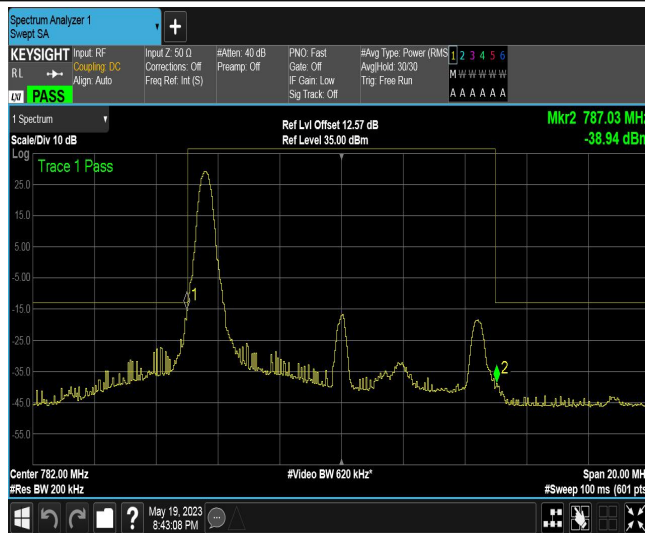 Spectrum Analyzer 1
Swept SA
+
KEYSIGHT
RL
LXI PASS
Input: RF
Coupling: DC
Align: Auto
Input Z: 50 Ω
Corrections: Off
Freq Ref: Int (S)
#Atten: 40 dB
Preamp: Off
PNO: Fast
Gate: Off
IF Gain: Low
Sig Track: Off
#Avg Type: Power (RMS
Avg|Hold: 30/30
Trig: Free Run
1 2 3 4 5 6
M W W W W W
A A A A A A
1 Spectrum
Scale/Div 10 dB
Ref Lvl Offset 12.57 dB
Ref Level 35.00 dBm
Mkr2 787.03 MHz
-38.94 dBm
Log
Trace 1 Pass
25.0
15.0
5.00
-5.00
-15.0
-25.0
-35.0
-45.0
-55.0
1
2
Center 782.00 MHz
#Res BW 200 kHz
#Video BW 620 kHz*
Span 20.00 MHz
#Sweep 100 ms (601 pts
?
May 19, 2023
8:43:08 PM